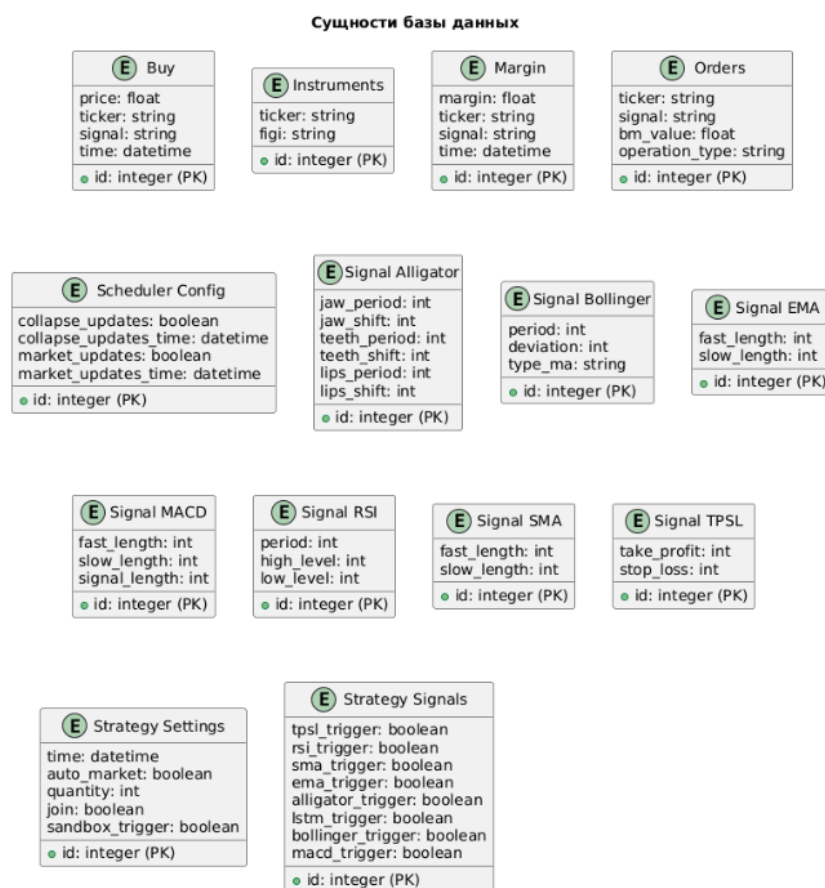 Сущности базы данных
E Buy
price: float
ticker: string
signal: string
time: datetime
id: integer (PK)
E Instruments
ticker: string
figi: string
id: integer (PK)
E Margin
margin: float
ticker: string
signal: string
time: datetime
id: integer (PK)
E Orders
ticker: string
signal: string
bm_value: float
operation_type: string
id: integer (PK)
E Scheduler Config
collapse_updates: boolean
collapse_updates_time: datetime
market_updates: boolean
market_updates_time: datetime
id: integer (PK)
E Signal Alligator
jaw_period: int
jaw_shift: int
teeth_period: int
teeth_shift: int
lips_period: int
lips_shift: int
id: integer (PK)
E Signal Bollinger
period: int
deviation: int
type_ma: string
id: integer (PK)
E Signal EMA
fast_length: int
slow_length: int
id: integer (PK)
E Signal MACD
fast_length: int
slow_length: int
signal_length: int
id: integer (PK)
E Signal RSI
period: int
high_level: int
low_level: int
id: integer (PK)
E Signal SMA
fast_length: int
slow_length: int
id: integer (PK)
E Signal TPSL
take_profit: int
stop_loss: int
id: integer (PK)
E Strategy Settings
time: datetime
auto_market: boolean
quantity: int
join: boolean
sandbox_trigger: boolean
id: integer (PK)
E Strategy Signals
tpsl_trigger: boolean
rsi_trigger: boolean
sma_trigger: boolean
ema_trigger: boolean
alligator_trigger: boolean
lstm_trigger: boolean
bollinger_trigger: boolean
macd_trigger: boolean
id: integer (PK)